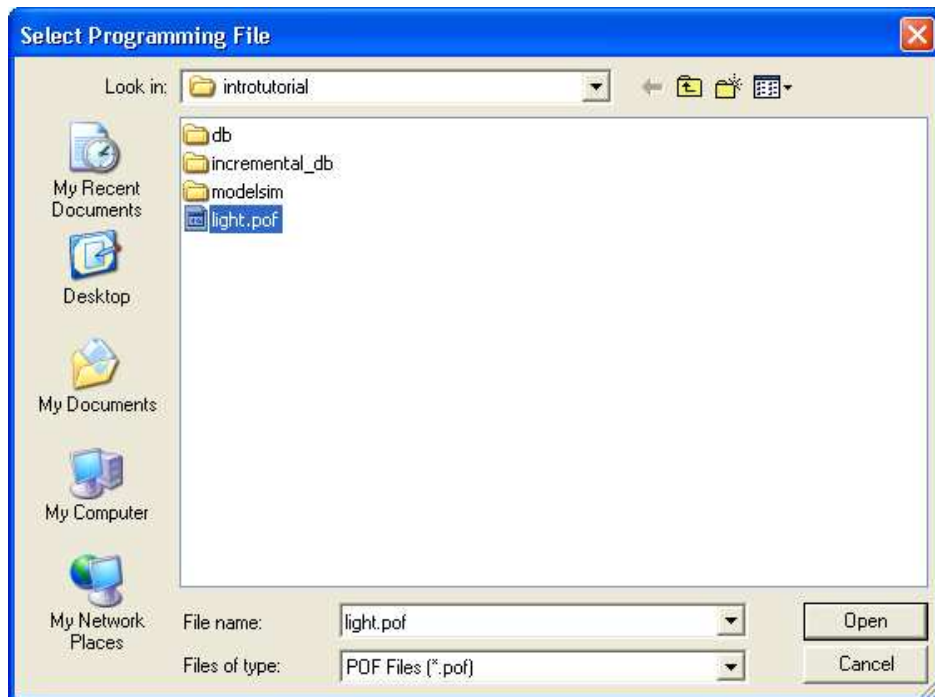 Select Programming File
Look in: introtutorial
db
incremental_db
modelsim
light.pof
My Recent
Documents
Desktop
My Documents
My Computer
My Network
Places
File name: light.pof Open
Files of type: POF Files (*.pof) Cancel